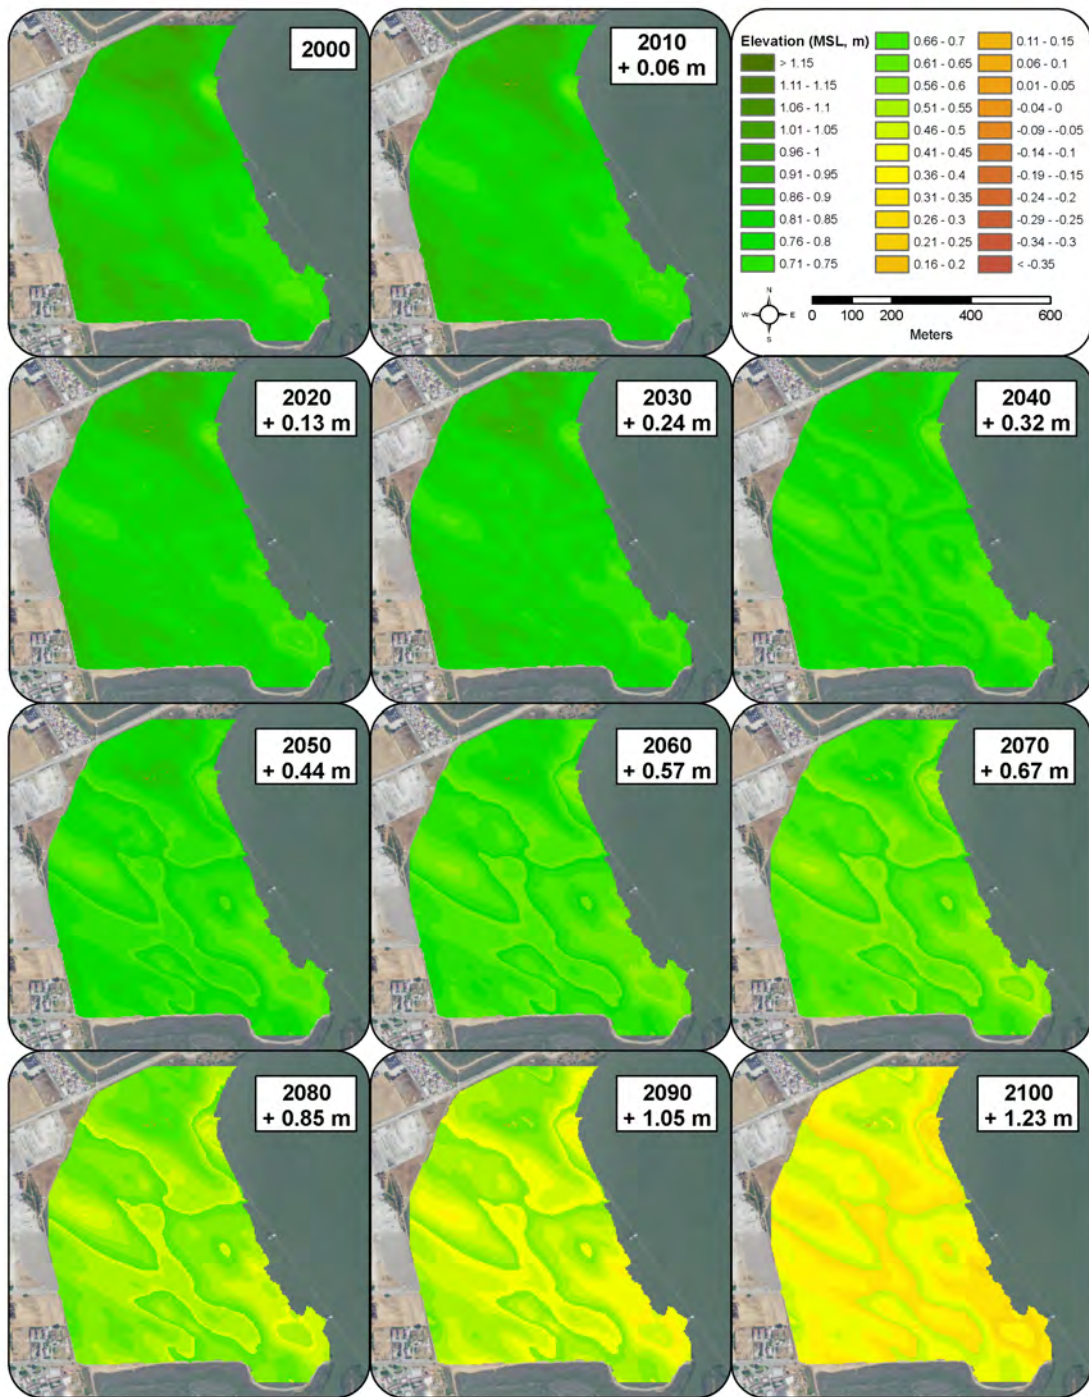 2000
2010
+ 0.06 m
Elevation (MSL, m)
> 1.15
1.11 - 1.15
1.06 - 1.1
1.01 - 1.05
0.96 - 1
0.91 - 0.95
0.86 - 0.9
0.81 - 0.85
0.76 - 0.8
0.71 - 0.75
0.66 - 0.7
0.61 - 0.65
0.56 - 0.6
0.51 - 0.55
0.46 - 0.5
0.41 - 0.45
0.36 - 0.4
0.31 - 0.35
0.26 - 0.3
0.21 - 0.25
0.16 - 0.2
0.11 - 0.15
0.06 - 0.1
0.01 - 0.05
-0.04 - 0
-0.09 - -0.05
-0.14 - -0.1
-0.19 - -0.15
-0.24 - -0.2
-0.29 - -0.25
-0.34 - -0.3
< -0.35
N
W E
S
0 100 200 400 600
Meters
2020
+ 0.13 m
2030
+ 0.24 m
2040
+ 0.32 m
2050
+ 0.44 m
2060
+ 0.57 m
2070
+ 0.67 m
2080
+ 0.85 m
2090
+ 1.05 m
2100
+ 1.23 m